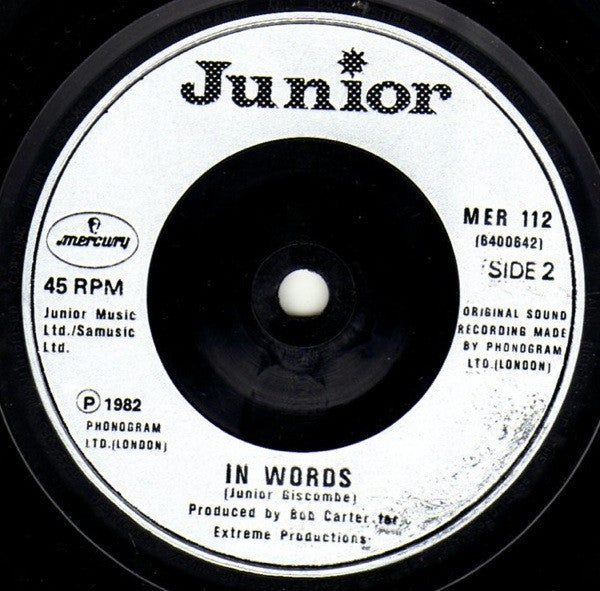 Junior
mercury
45 RPM
Junior Music
Ltd./Samusic
Ltd.
P 1982
PHONOGRAM
LTD.(LONDON)
MER 112
(6400642)
SIDE 2
ORIGINAL SOUND
RECORDING MADE
BY PHONOGRAM
LTD.(LONDON)
IN WORDS
(Junior Giscombe)
Produced by Bob Carter for
Extreme Productions